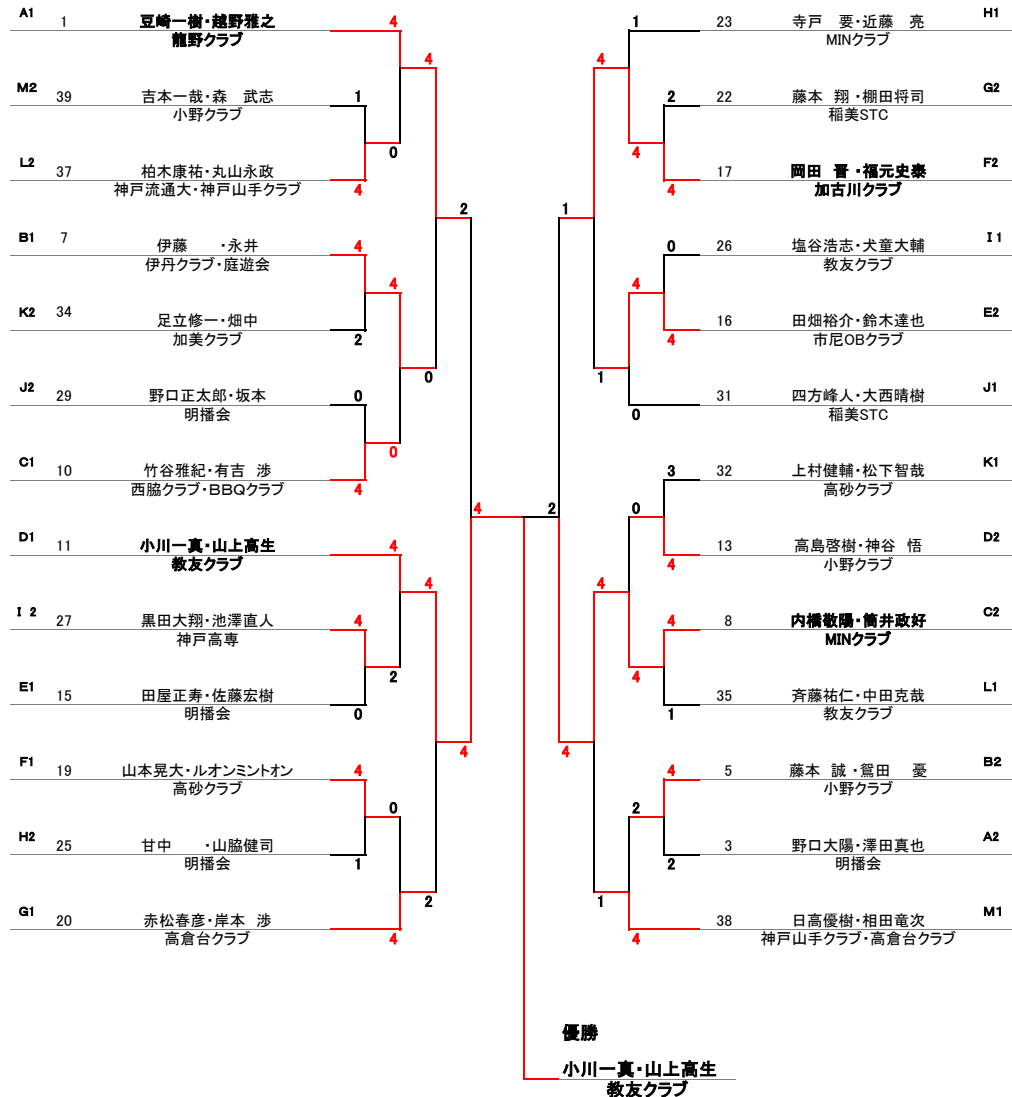 A1 1 豆崎一樹・越野雅之 4
龍野クラブ
4
M2 39 吉本一哉・森 武志 1
小野クラブ
0
L2 37 柏木康祐・丸山永政
神戸流通大・神戸山手クラブ 4
2
B1 7 伊藤 ・永井 4
伊丹クラブ・庭遊会
4
K2 34 足立修一・畑中
加美クラブ 2
0
J2 29 野口正太郎・坂本 0
明播会
0
C1 10 竹谷雅紀・有吉 渉
西脇クラブ・BBQクラブ 4
4
D1 11 小川一真・山上高生 4
教友クラブ
4
I 2 27 黒田大翔・池澤直人 4
神戸高専
2
E1 15 田屋正寿・佐藤宏樹
明播会 0
4
F1 19 山本晃大・ルオンミントオン 4
高砂クラブ
0
H2 25 甘中 ・山脇健司
明播会 1
2
G1 20 赤松春彦・岸本 渉
高倉台クラブ 4
1 23 寺戸 要・近藤 亮 H1
MINクラブ
4
2 22 藤本 翔・棚田将司 G2
稲美STC
4
17 岡田 晋・福元史泰 F2
4 加古川クラブ
1
0 26 塩谷浩志・犬童大輔 I 1
教友クラブ
4
16 田畑裕介・鈴木達也 E2
4 市尼OBクラブ
1
31 四方峰人・大西晴樹 J1
0 稲美STC
3 32 上村健輔・松下智哉 K1
高砂クラブ
2
0
13 高島啓樹・神谷 悟 D2
4 小野クラブ
4
4 8 内橋敬陽・筒井政好 C2
MINクラブ
4
35 斉藤祐仁・中田克哉 L1
1 教友クラブ
4
4 5 藤本 誠・鴛田 憂 B2
小野クラブ
2
3 野口大陽・澤田真也 A2
2 明播会
1
38 日高優樹・相田竜次 M1
4 神戸山手クラブ・高倉台クラブ
優勝
小川一真・山上高生
教友クラブ